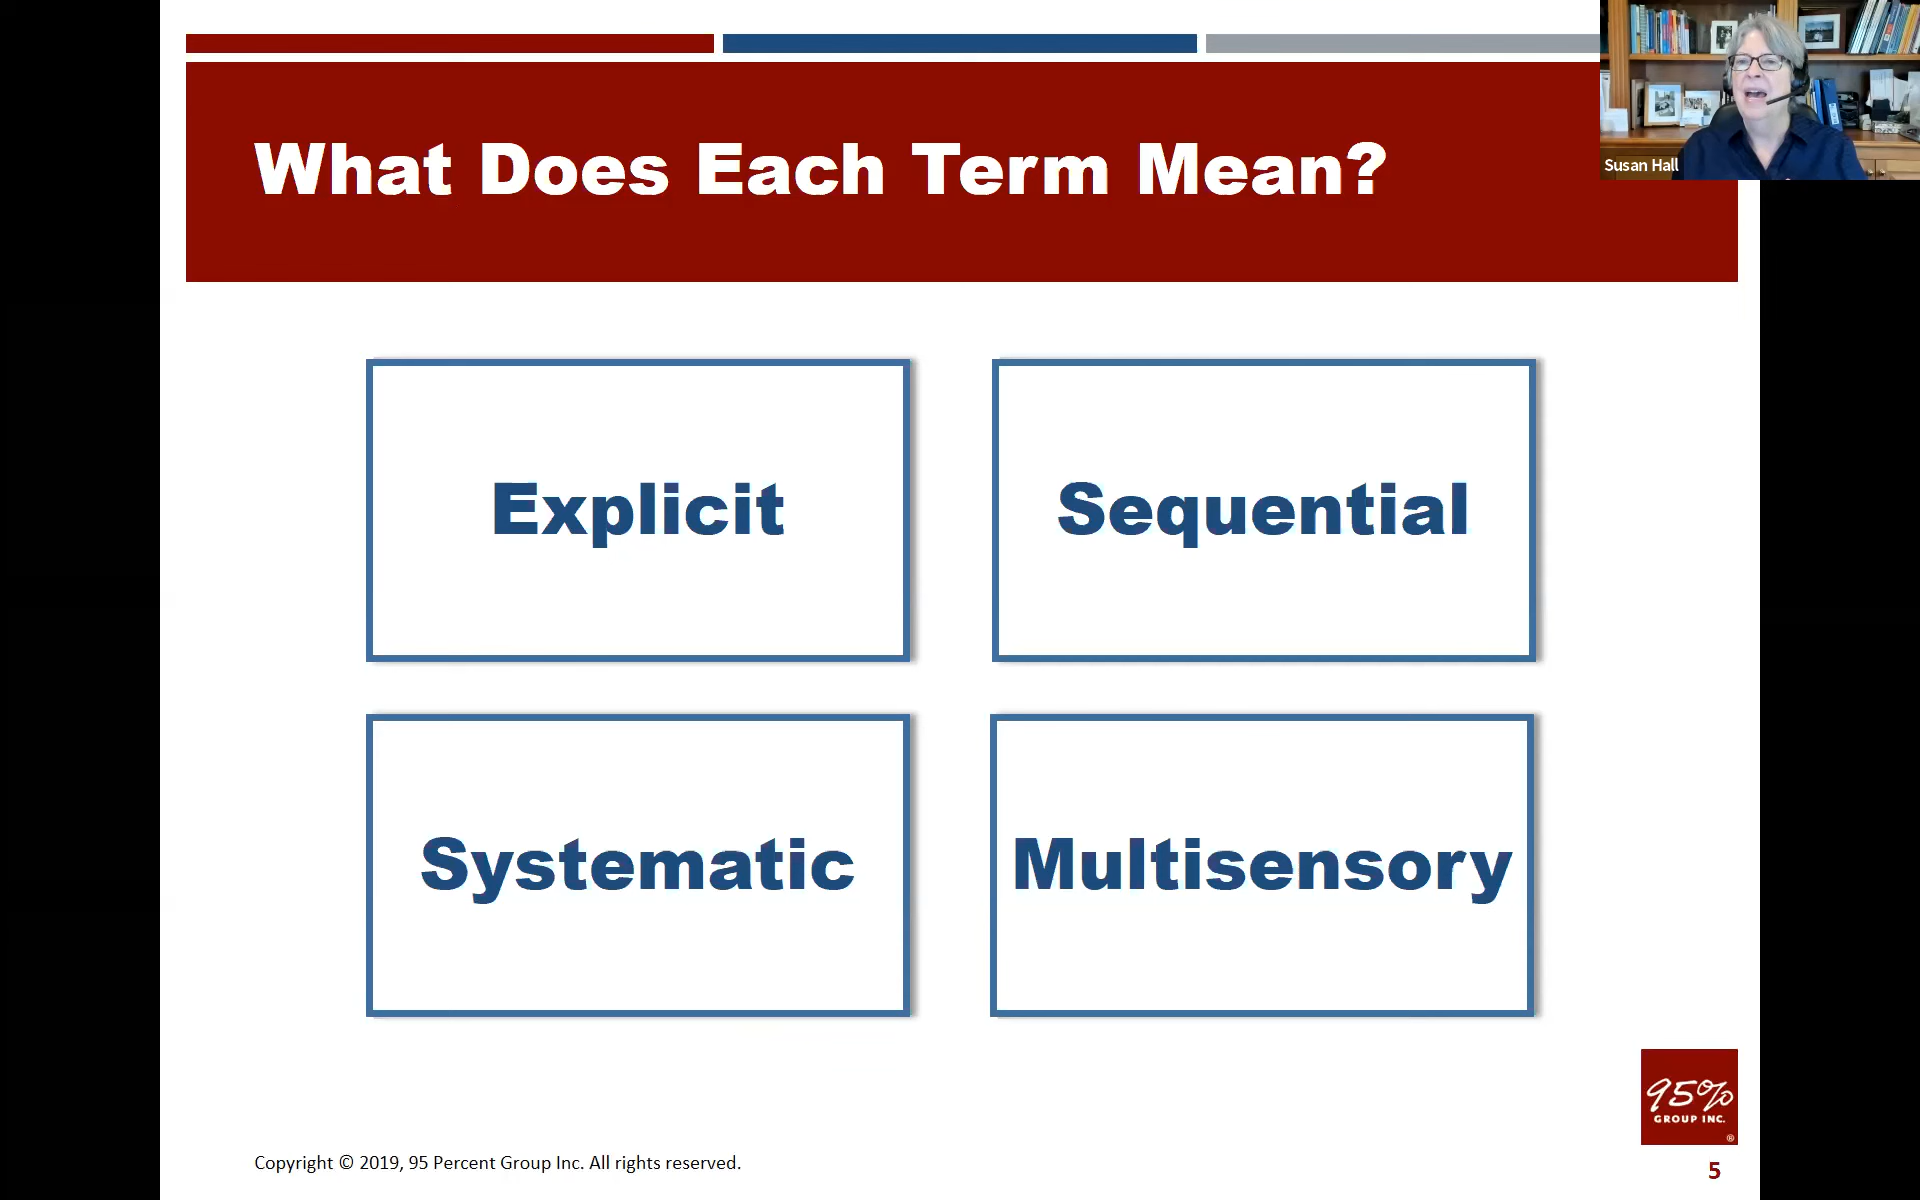 Susan Hall
What Does Each Term Mean?
Explicit
Sequential
Systematic
Multisensory
95%
GROUP INC.
®
Copyright © 2019, 95 Percent Group Inc. All rights reserved.
5